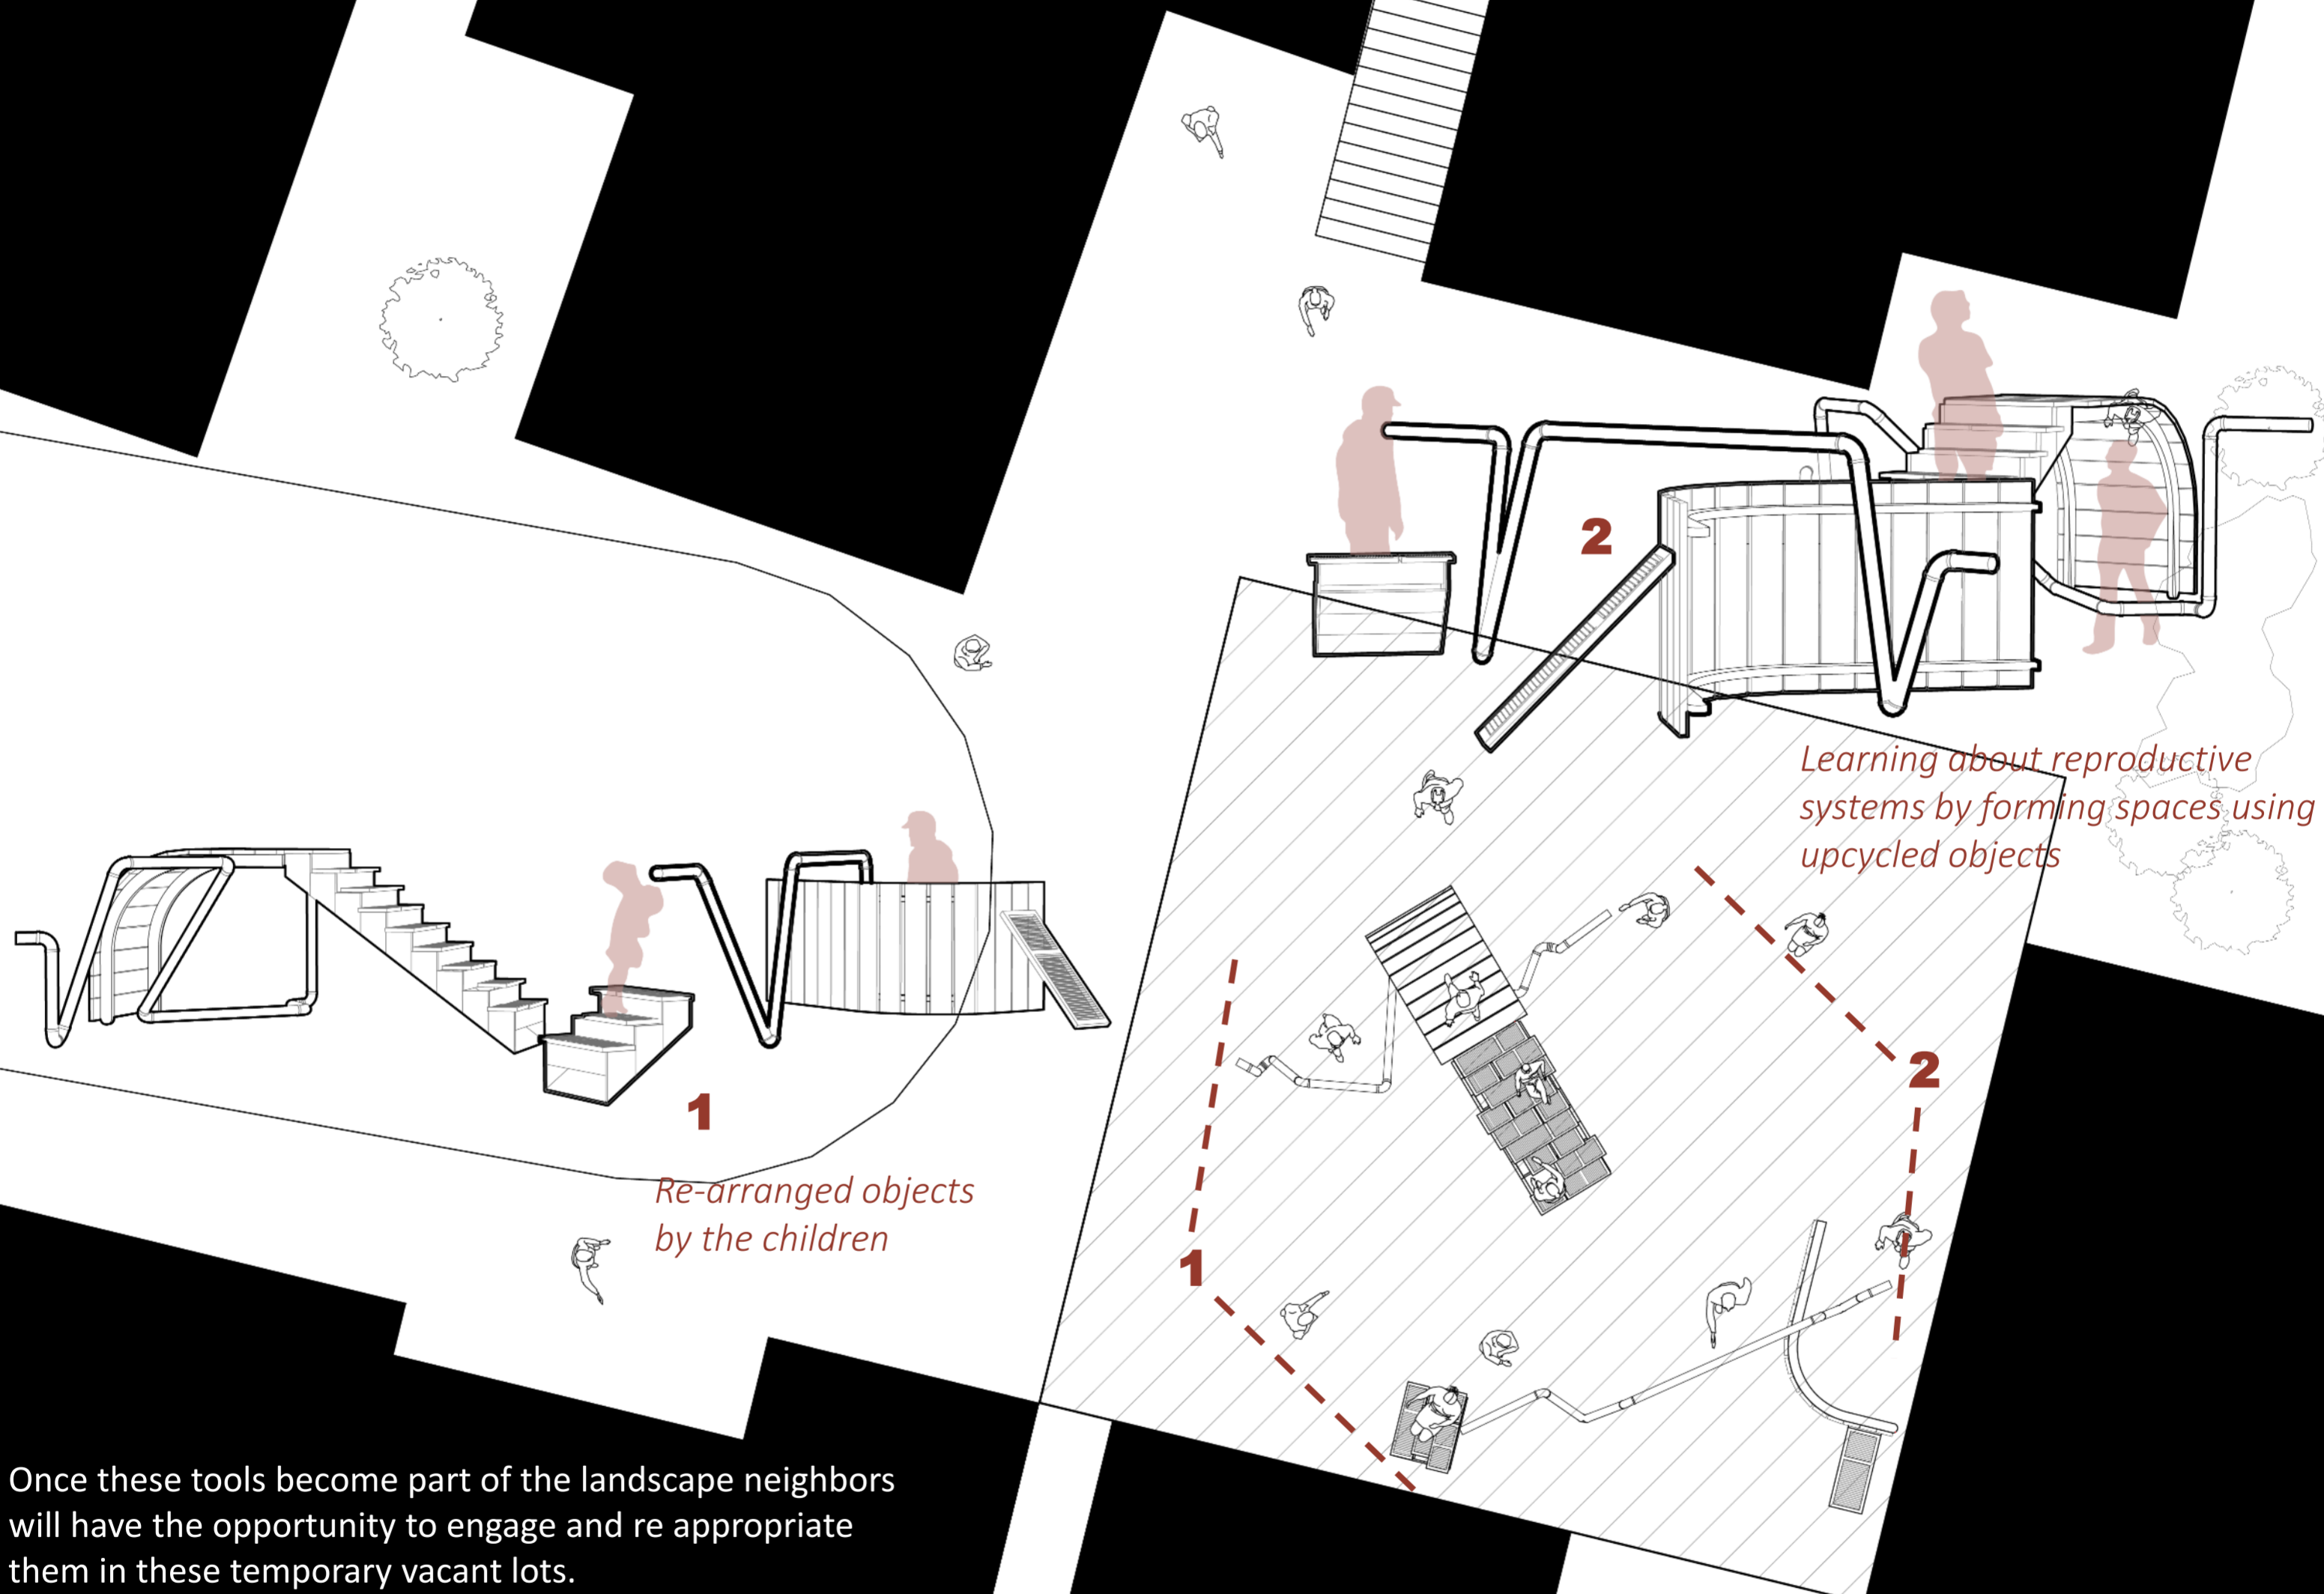 2
Learning about reproductive
systems by forming spaces using
upcycled objects
2
1
Re-arranged objects
by the children
1
Once these tools become part of the landscape neighbors
will have the opportunity to engage and re appropriate
them in these temporary vacant lots.